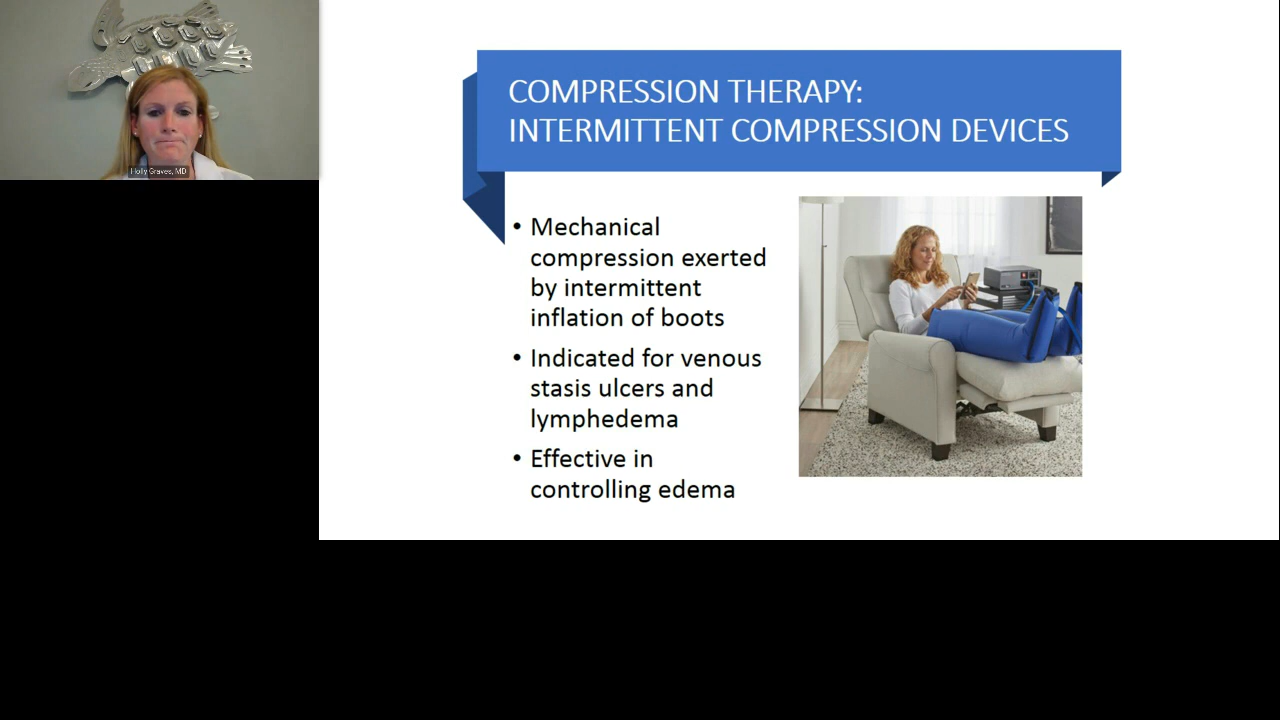 Holly Graves, MD
COMPRESSION THERAPY:
INTERMITTENT COMPRESSION DEVICES
• Mechanical
compression exerted
by intermittent
inflation of boots
• Indicated for venous
stasis ulcers and
lymphedema
• Effective in
controlling edema